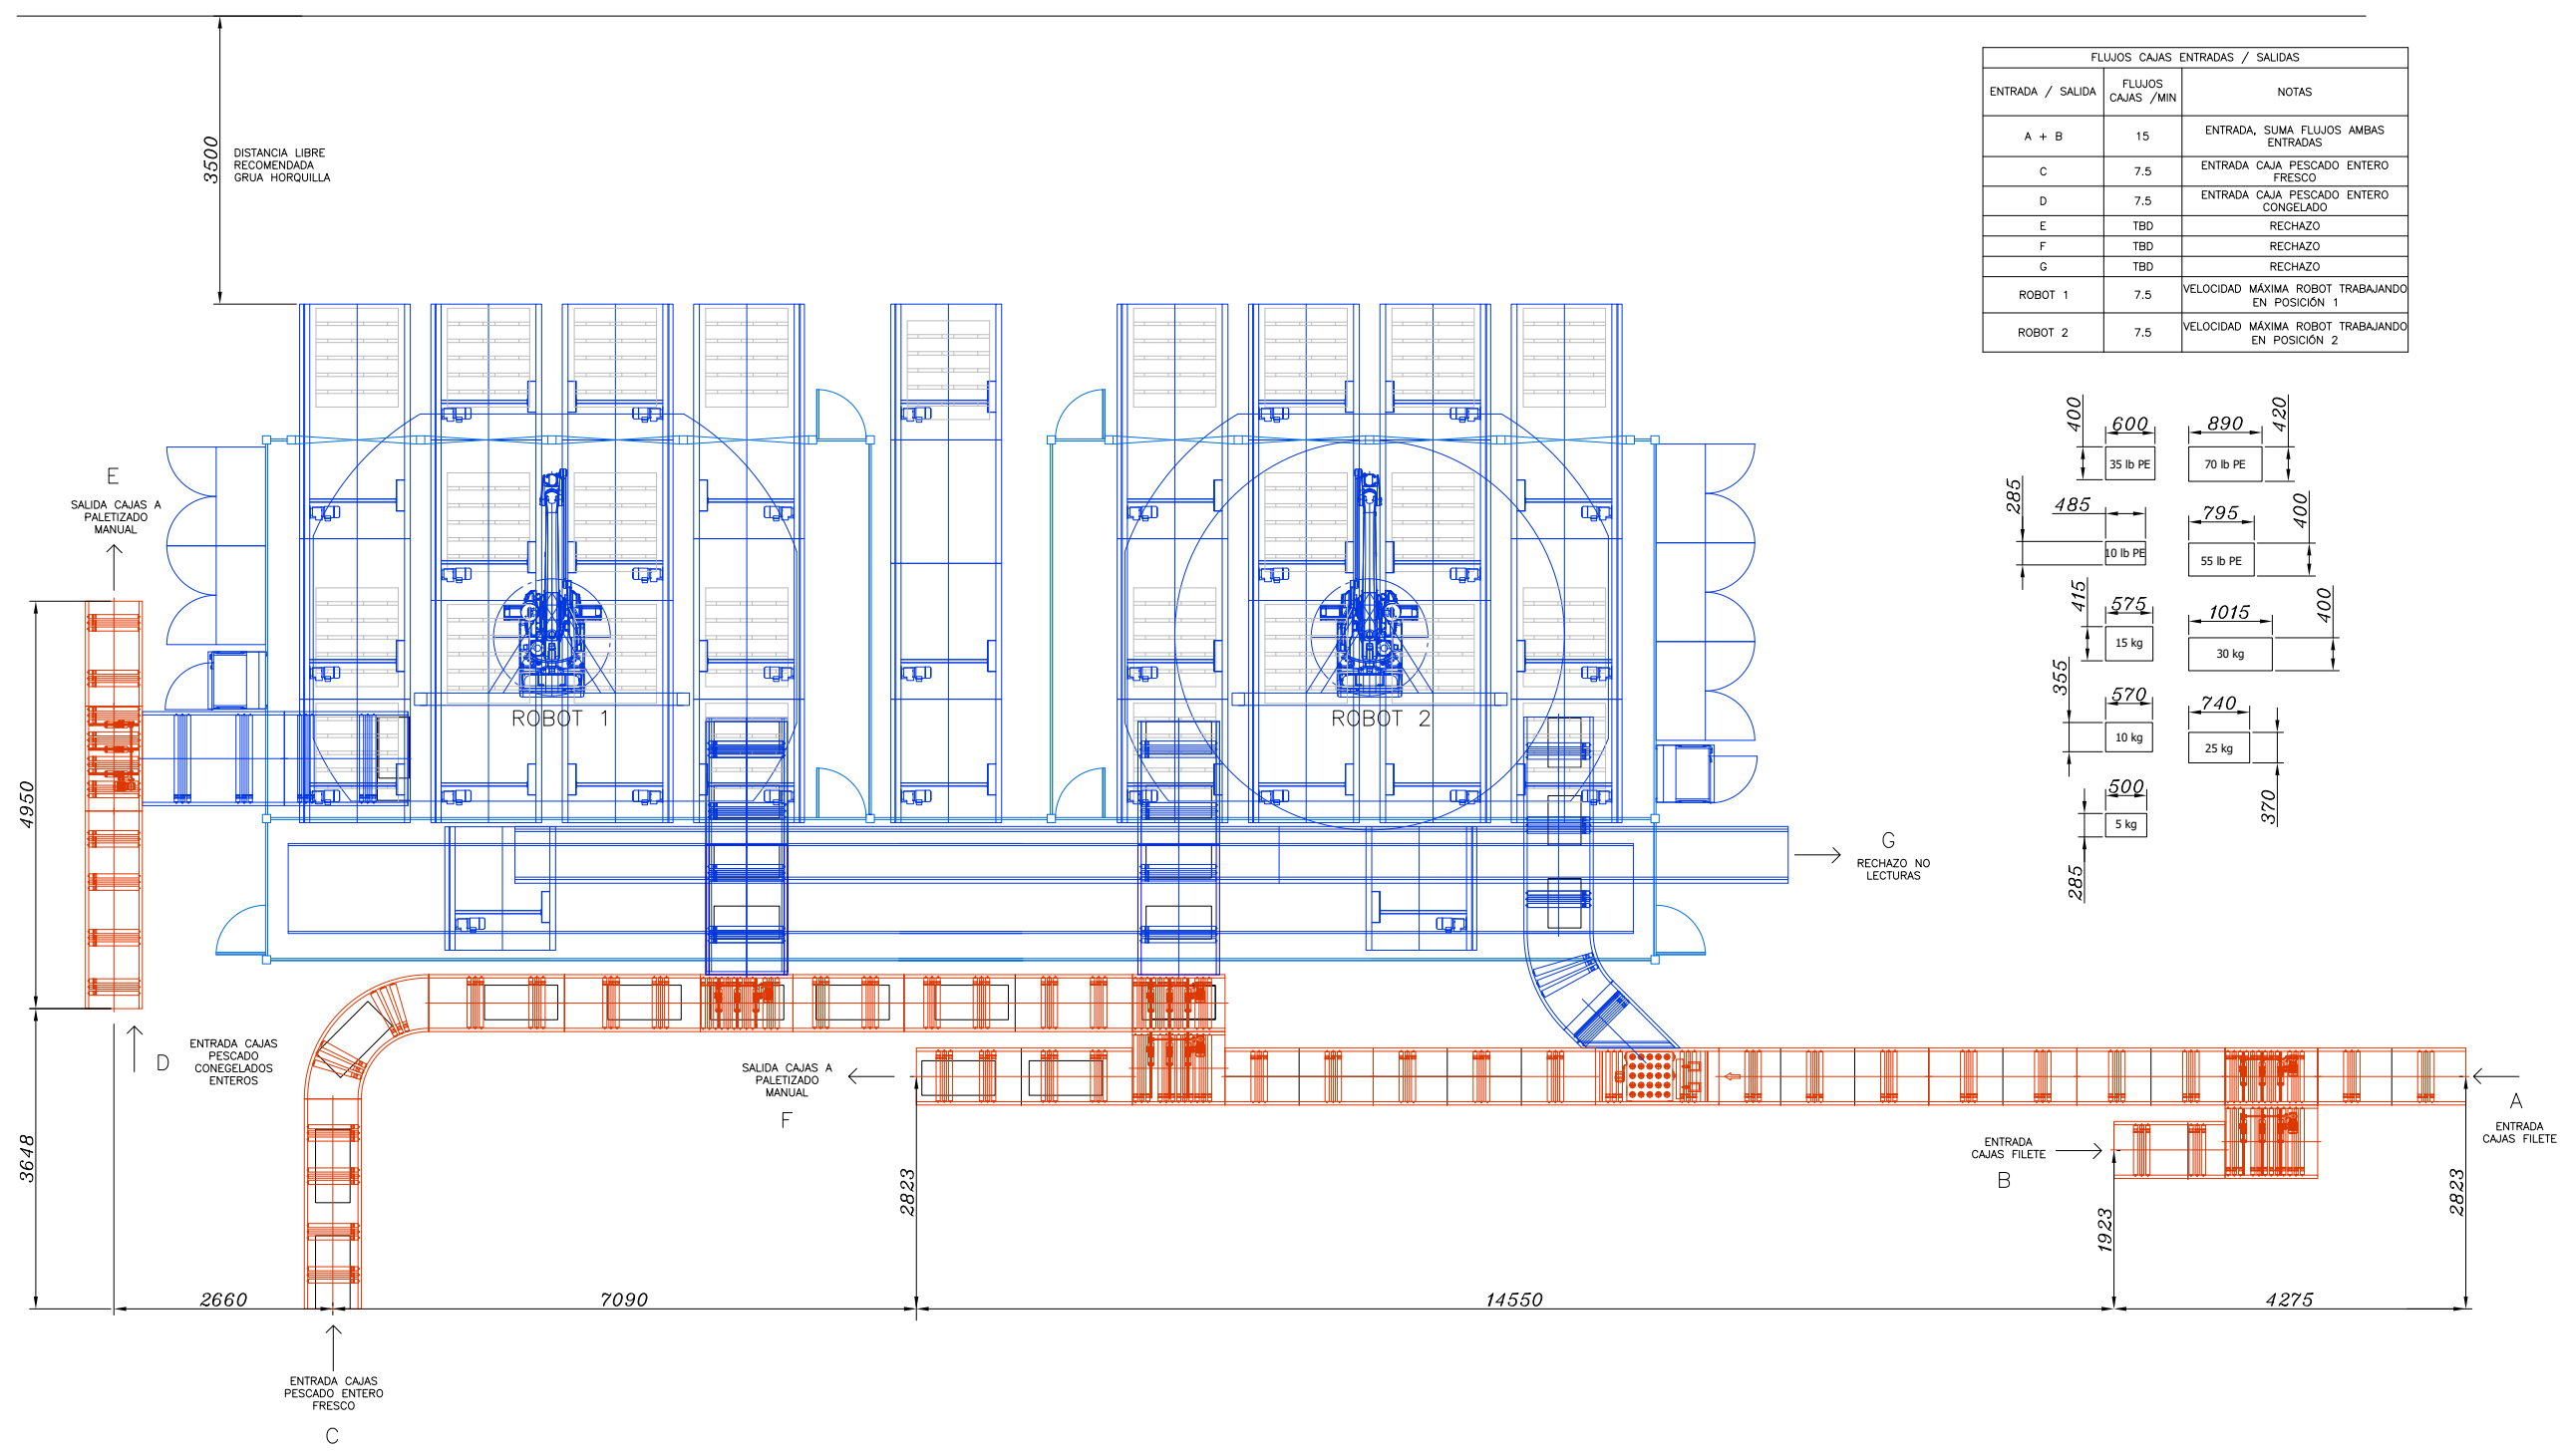 FLUJOS CAJAS ENTRADAS / SALIDAS
ENTRADA / SALIDA
FLUJOS
CAJAS /MIN
NOTAS
A + B
15
ENTRADA, SUMA FLUJOS AMBAS
ENTRADAS
C
7.5
ENTRADA CAJA PESCADO ENTERO
FRESCO
D
7.5
ENTRADA CAJA PESCADO ENTERO
CONGELADO
E
TBD
RECHAZO
F
TBD
RECHAZO
G
TBD
RECHAZO
ROBOT 1
7.5
VELOCIDAD MÁXIMA ROBOT TRABAJANDO
EN POSICIÓN 1
ROBOT 2
7.5
VELOCIDAD MÁXIMA ROBOT TRABAJANDO
EN POSICIÓN 2
3500
DISTANCIA LIBRE
RECOMENDADA
GRUA HORQUILLA
400
600
35 lb PE
890
420
70 lb PE
285
485
10 lb PE
795
400
55 lb PE
415
575
15 kg
1015
400
30 kg
355
570
10 kg
740
25 kg
370
500
5 kg
285
E
SALIDA CAJAS A
PALETIZADO
MANUAL
ROBOT 1
ROBOT 2
4950
G
RECHAZO NO
LECTURAS
D
ENTRADA CAJAS
PESCADO
CONEGELADOS
ENTEROS
SALIDA CAJAS A
PALETIZADO
MANUAL
F
A
ENTRADA
CAJAS FILETE
ENTRADA
CAJAS FILETE
B
3648
2823
1923
2823
2660
7090
14550
4275
ENTRADA CAJAS
PESCADO ENTERO
FRESCO
C